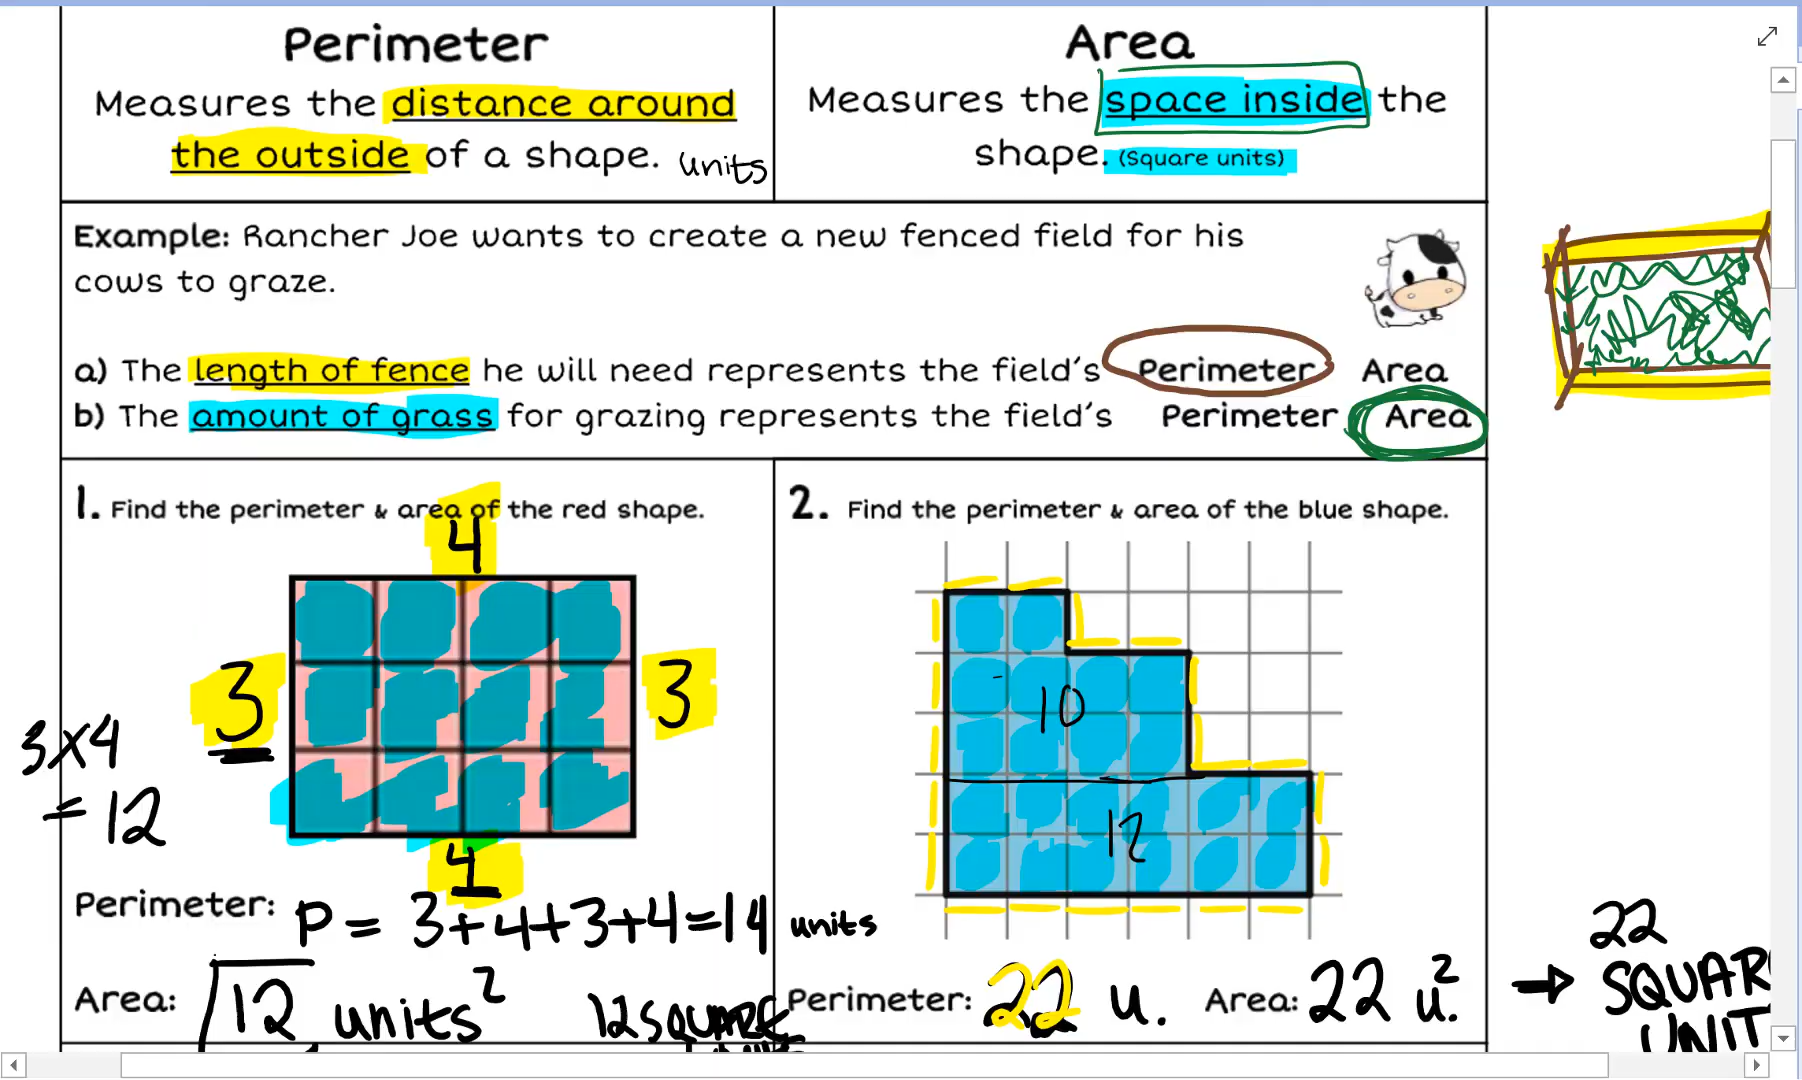 Perimeter
Measures the distance around
the outside of a shape. units
Area
Measures the space inside the
shape. (Square units)
Example: Rancher Joe wants to create a new fenced field for his
cows to graze.
a) The length of fence he will need represents the field's Perimeter Area
b) The amount of grass for grazing represents the field's Perimeter Area
1. Find the perimeter & area of the red shape.
4
3
3
3x4
= 12
4
Perimeter: P = 3+4+3+4=14 units
Area: 12 units² 12 SQUARE
2. Find the perimeter & area of the blue shape.
10
12
Perimeter: 22 u. Area: 22 u².
→ 22
SQUAR
UNIT